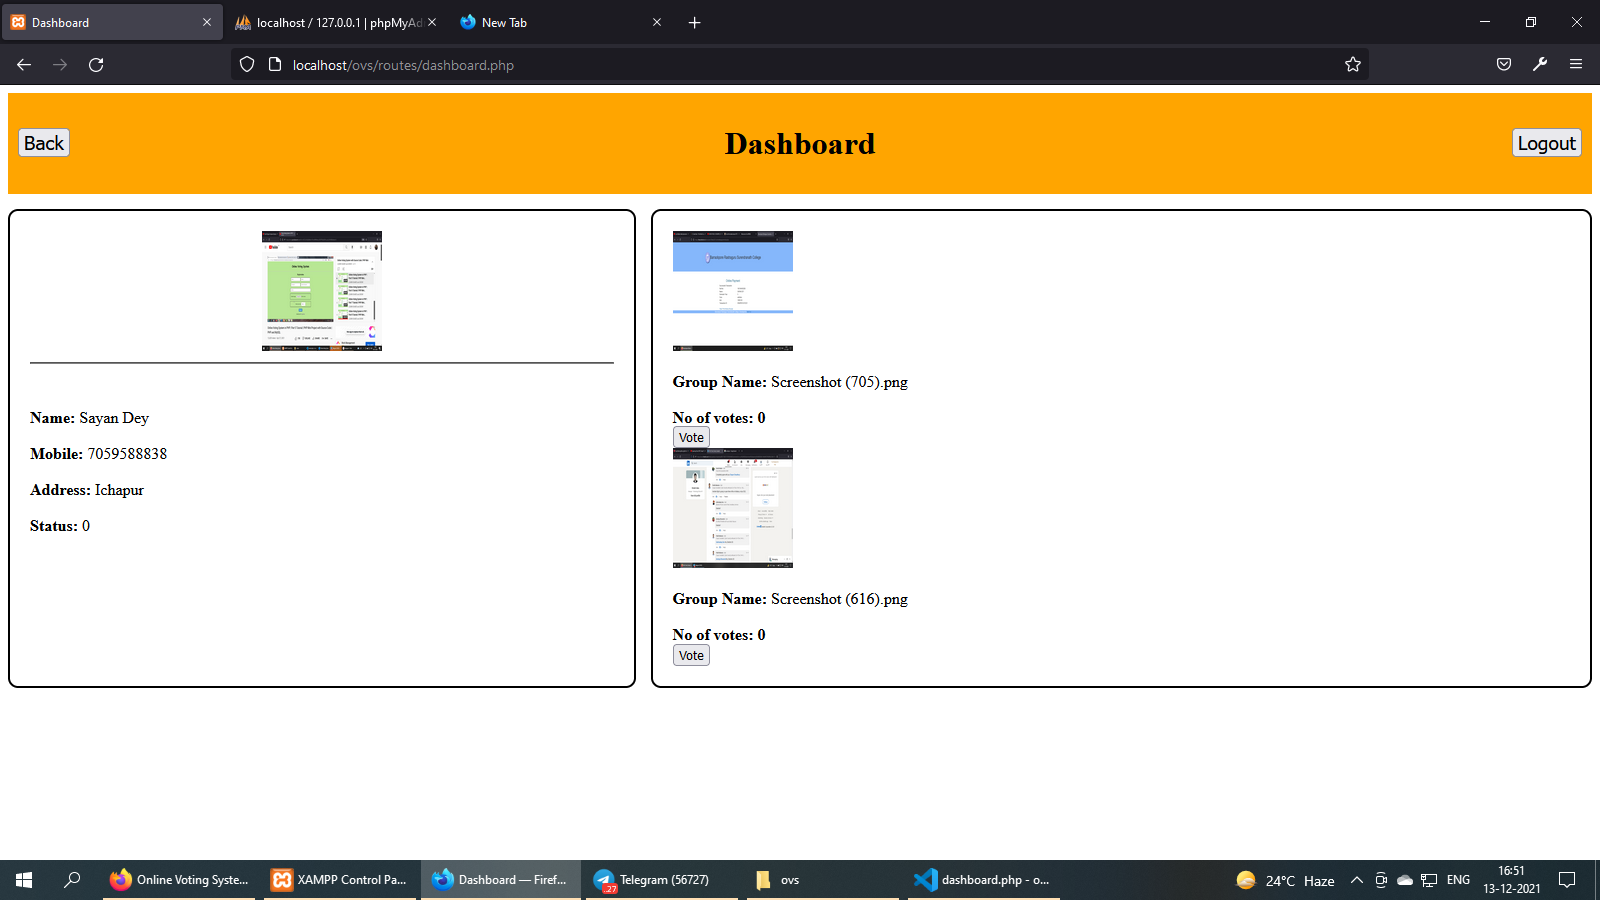 Dashboard
localhost / 127.0.0.1 | phpMyAd
New Tab
localhost/ovs/routes/dashboard.php
Back
Dashboard
Logout
Name: Sayan Dey
Mobile: 7059588838
Address: Ichapur
Status: 0
Group Name: Screenshot (705).png
No of votes: 0
Vote
Group Name: Screenshot (616).png
No of votes: 0
Vote
Online Voting Syste...
XAMPP Control Pa...
Dashboard — Firef...
27
Telegram (56727)
ovs
dashboard.php - o...
24°C Haze
ENG
16:51
13-12-2021